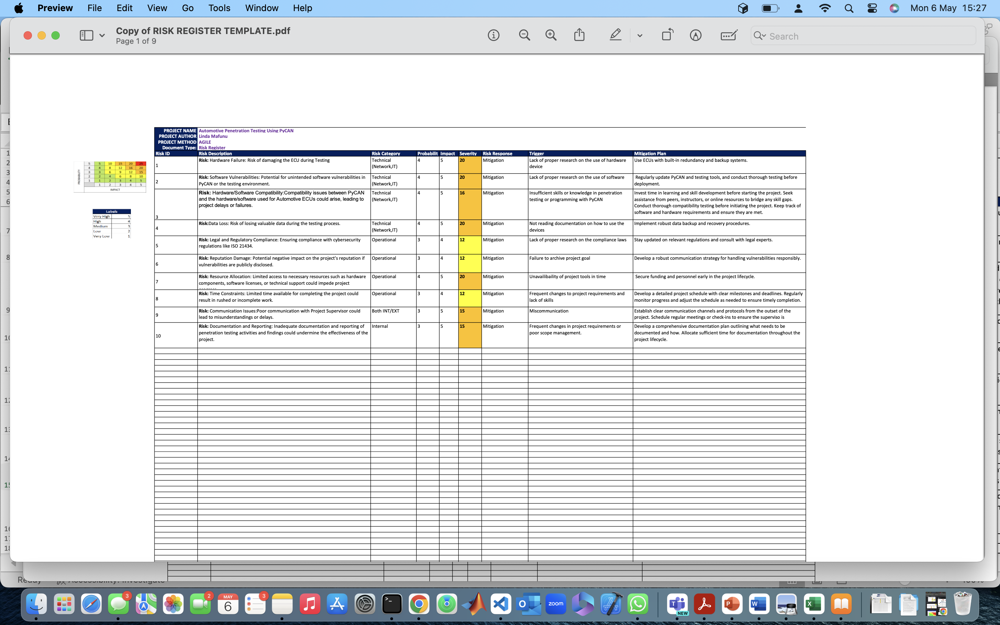 Preview File Edit View Go Tools Window Help Mon 6 May 15:27
Copy of RISK REGISTER TEMPLATE.pdf
Page 1 of 9
Search
PROJECT NAME Automotive Penetration Testing Using PyCAN
PROJECT AUTHOR Linda Mafunu
PROJECT METHOD AGILE
Document Type: Risk Register
Risk ID Risk Description Risk Category Probabilit Impact Severity Risk Response Trigger Mitigation Plan
1 Risk: Hardware Failure: Risk of damaging the ECU during Testing
Technical
(Network,IT)
4 5 20 Mitigation
Lack of proper research on the use of hardware
device
Use ECUs with built-in redundancy and backup systems.
2 Risk: Software Vulnerabilities: Potential for unintended software vulnerabilities in
PyCAN or the testing environment.
Technical
(Network,IT)
4 5 20 Mitigation
Lack of proper research on the use of software
Regularly update PyCAN and testing tools, and conduct thorough testing before
deployment.
3 Risk: Hardware/Software Compatibility:Compatibility issues between PyCAN
and the hardware/software used for Automotive ECUs could arise, leading to
project delays or failures.
Technical
(Network,IT)
4 5 16 Mitigation
Insufficient skills or knowledge in penetration
testing or programming with PyCAN
Invest time in learning and skill development before starting the project. Seek
assistance from peers, instructors, or online resources to bridge any skill gaps.
Conduct thorough compatibility testing before initiating the project. Keep track of
software and hardware requirements and ensure they are met.
4 Risk:Data Loss: Risk of losing valuable data during the testing process.
Technical
(Network,IT)
4 5 20 Mitigation
Not reading documentation on how to use the
devices
Implement robust data backup and recovery procedures.
5 Risk: Legal and Regulatory Compliance: Ensuring compliance with cybersecurity
regulations like ISO 21434.
Operational
3 4 12 Mitigation
Lack of proper research on the compliance laws
Stay updated on relevant regulations and consult with legal experts.
6 Risk: Reputation Damage: Potential negative impact on the project's reputation if
vulnerabilities are publicly disclosed.
Operational
3 4 12 Mitigation
Failure to archive project goal
Develop a robust communication strategy for handling vulnerabilities responsibly.
7 Risk: Resource Allocation: Limited access to necessary resources such as hardware
components, software licenses, or technical support could impede project
Operational
4 5 20 Mitigation
Unavailibaility of project tools in time
Secure funding and personnel early in the project lifecycle.
8 Risk: Time Constraints: Limited time available for completing the project could
result in rushed or incomplete work.
Operational
3 4 12 Mitigation
Frequent changes to project requirements and
lack of skills
Develop a detailed project schedule with clear milestones and deadlines. Regularly
monitor progress and adjust the schedule as needed to ensure timely completion.
9 Risk: Communication Issues:Poor communication with Project Supervisor could
lead to misunderstandings or delays.
Both INT/EXT
3 5 15 Mitigation
Miscommunication
Establish clear communication channels and protocols from the outset of the
project. Schedule regular meetings or check-ins to ensure the superviso is
10 Risk: Documentation and Reporting: Inadequate documentation and reporting of
penetration testing activities and findings could undermine the effectiveness of the
project.
Internal
3 5 15 Mitigation
Frequent changes in project requirements or
poor scope management.
Develop a comprehensive documentation plan outlining what needs to be
documented and how. Allocate sufficient time for documentation throughout the
project lifecycle.
PROBABILITY
5 5 10 15 20 25
4 4 8 12 16 20
3 3 6 9 12 15
2 2 4 6 8 10
1 1 2 3 4 5
1 2 3 4 5
IMPACT
Labels
Very High 5
High 4
Medium 3
Low 2
Very Low 1
3 2 MAY 6 3 zoom NEW